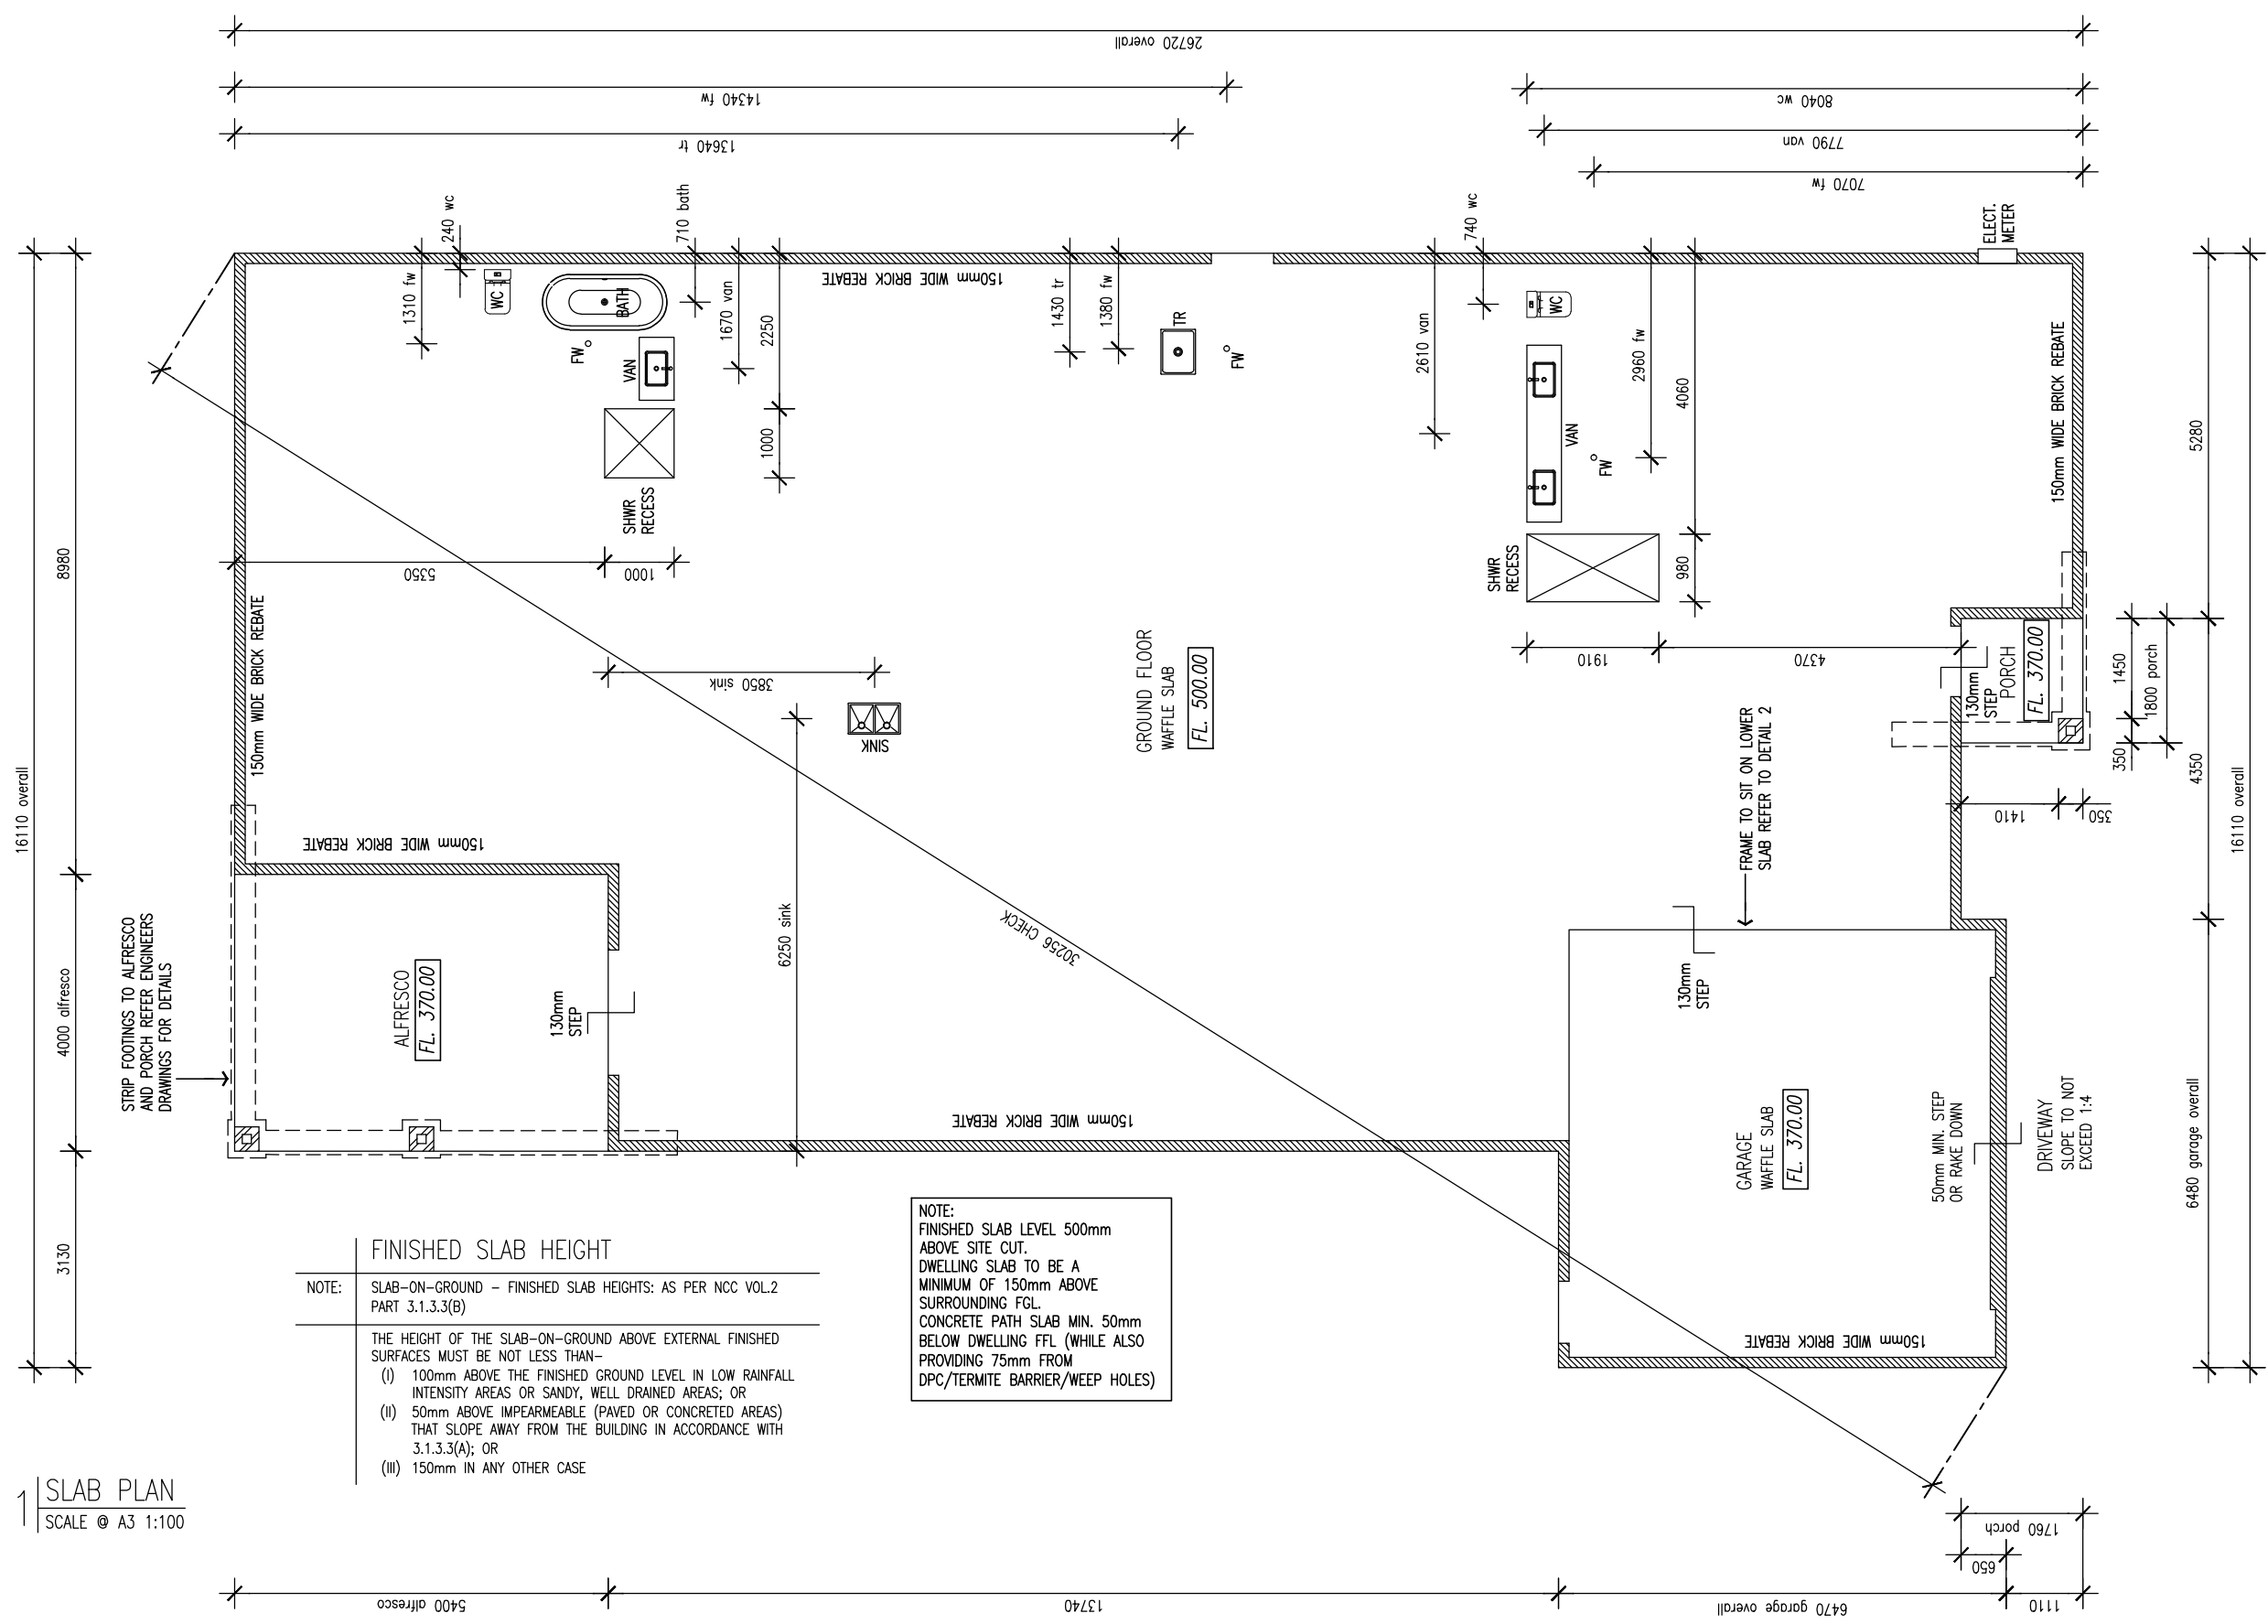 26720 overall
14340 fw
8040 wc
13640 tr
7790 van
7070 fw
240 wc
710 bath
740 wc
ELECT.
METER
1310 fw
WC
BATH
1670 van
2250
150mm WIDE BRICK REBATE
1430 tr
1380 fw
TR
FW
2610 van
WC
2960 fw
4060
150mm WIDE BRICK REBATE
5280
FW
VAN
1000
SHWR
RECESS
VAN
FW
8980
5350
1000
SHWR
RECESS
980
150mm WIDE BRICK REBATE
3850 sink
SINK
GROUND FLOOR
WAFFLE SLAB
FL. 500.00
1910
4370
130mm
STEP
PORCH
FL. 370.00
1450
1800 porch
350
4350
1410
350
16110 overall
16110 overall
FRAME TO SIT ON LOWER
SLAB REFER TO DETAIL 2
150mm WIDE BRICK REBATE
STRIP FOOTINGS TO ALFRESCO
AND PORCH REFER ENGINEERS
DRAWINGS FOR DETAILS
4000 alfresco
ALFRESCO
FL. 370.00
130mm
STEP
6250 sink
30256 CHECK
130mm
STEP
150mm WIDE BRICK REBATE
GARAGE
WAFFLE SLAB
FL. 370.00
50mm MIN. STEP
OR RAKE DOWN
DRIVEWAY
SLOPE TO NOT
EXCEED 1:4
6480 garage overall
3130
150mm WIDE BRICK REBATE
FINISHED SLAB HEIGHT
NOTE:
SLAB-ON-GROUND - FINISHED SLAB HEIGHTS: AS PER NCC VOL.2
PART 3.1.3.3(B)
THE HEIGHT OF THE SLAB-ON-GROUND ABOVE EXTERNAL FINISHED
SURFACES MUST BE NOT LESS THAN-
(I) 100mm ABOVE THE FINISHED GROUND LEVEL IN LOW RAINFALL
INTENSITY AREAS OR SANDY, WELL DRAINED AREAS; OR
(II) 50mm ABOVE IMPEARMEABLE (PAVED OR CONCRETED AREAS)
THAT SLOPE AWAY FROM THE BUILDING IN ACCORDANCE WITH
3.1.3.3(A); OR
(III) 150mm IN ANY OTHER CASE
NOTE:
FINISHED SLAB LEVEL 500mm
ABOVE SITE CUT.
DWELLING SLAB TO BE A
MINIMUM OF 150mm ABOVE
SURROUNDING FGL.
CONCRETE PATH SLAB MIN. 50mm
BELOW DWELLING FFL (WHILE ALSO
PROVIDING 75mm FROM
DPC/TERMITE BARRIER/WEEP HOLES)
1 SLAB PLAN
SCALE @ A3 1:100
1760 porch
650
5400 alfresco
13740
6470 garage overall
1110